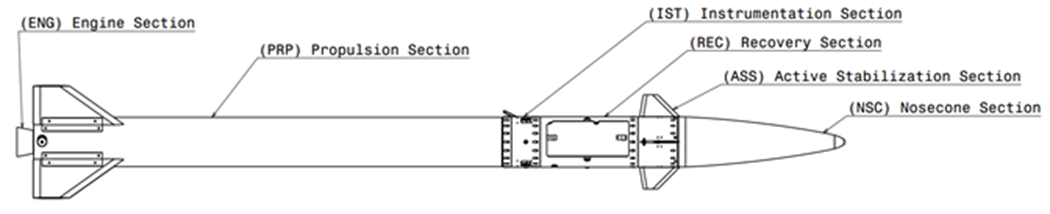 (ENG) Engine Section
(PRP) Propulsion Section
(IST) Instrumentation Section
(REC) Recovery Section
(ASS) Active Stabilization Section
(NSC) Nosecone Section